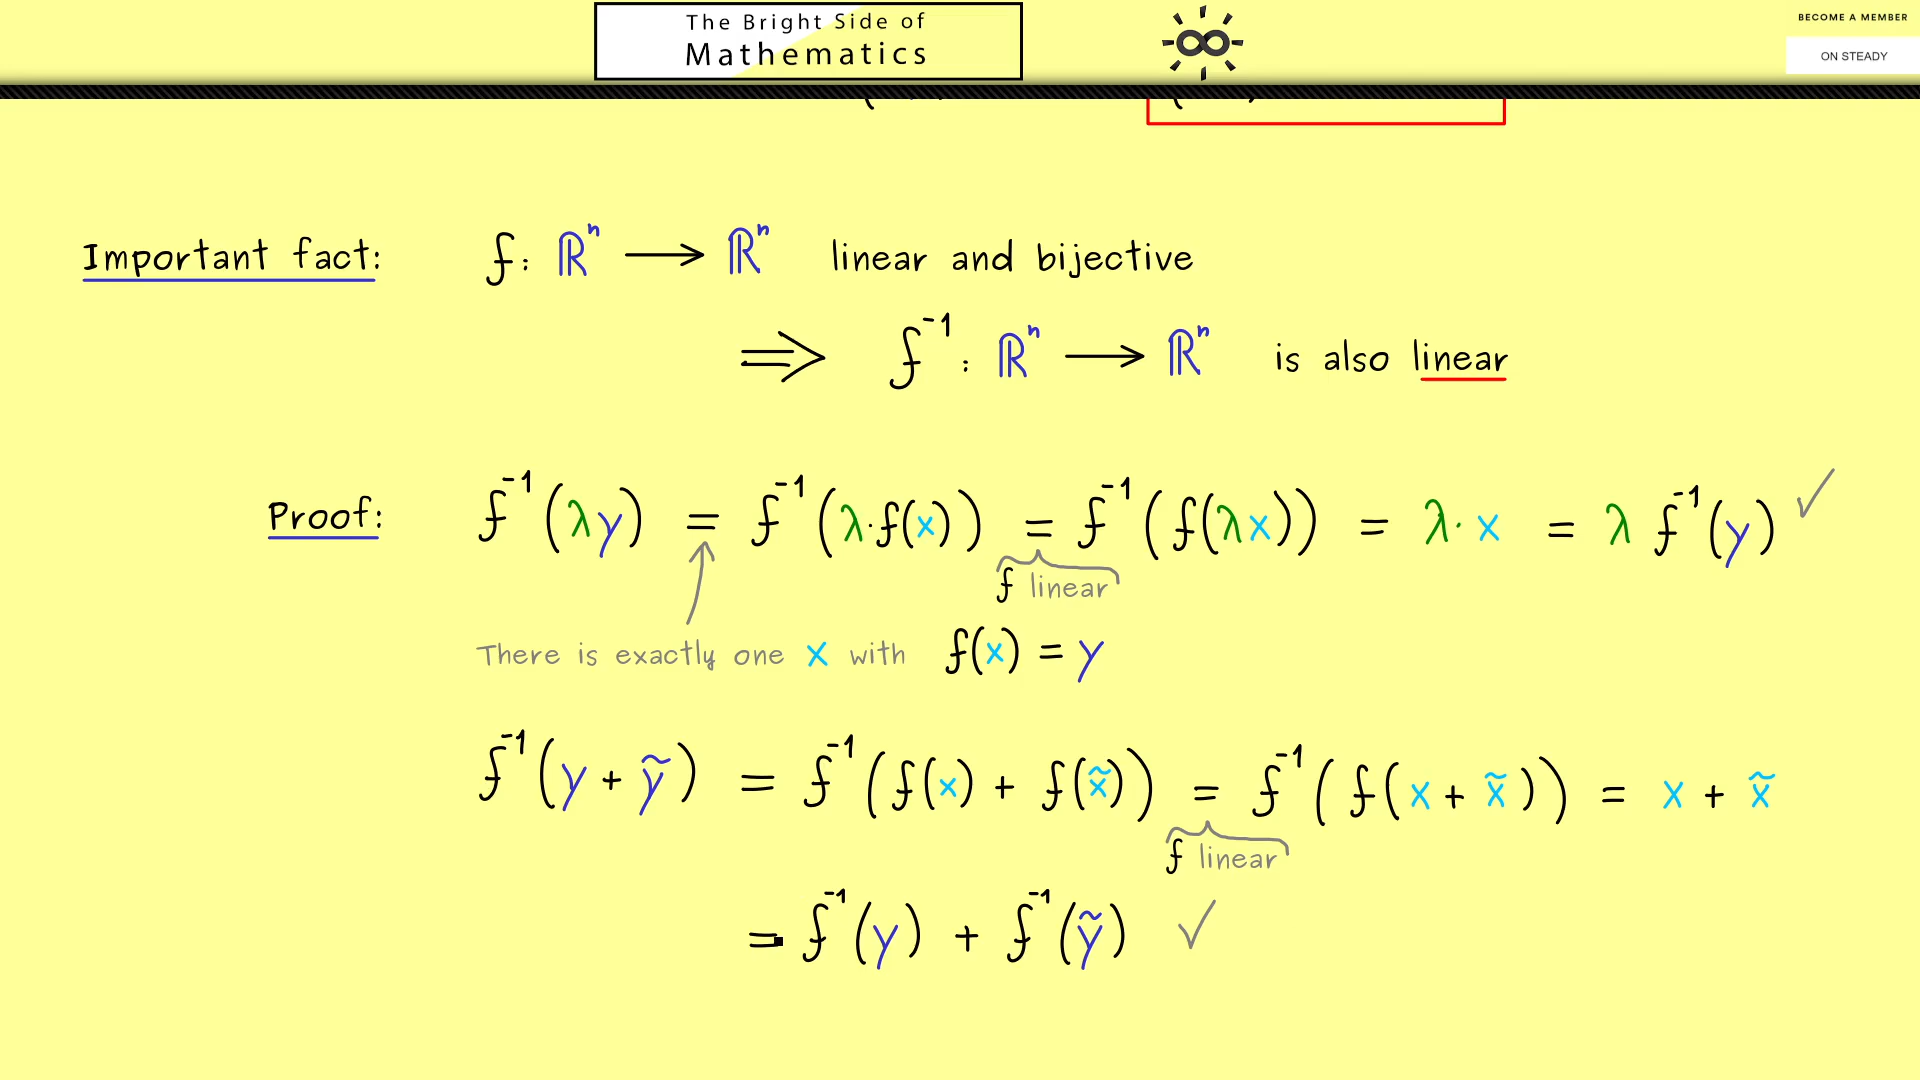 The Bright Side of
Mathematics
BECOME A MEMBER
ON STEADY
Important fact: f: ℝⁿ ⟶ ℝⁿ linear and bijective
⟹ f⁻¹: ℝⁿ ⟶ ℝⁿ is also linear
Proof: f⁻¹(λy) = f⁻¹(λ·f(x)) = f⁻¹(f(λx)) = λ·x = λ f⁻¹(y) ✓
f linear
There is exactly one x with f(x) = y
f⁻¹(y + ỹ) = f⁻¹(f(x) + f(x̃)) = f⁻¹(f(x + x̃)) = x + x̃
f linear
= f⁻¹(y) + f⁻¹(ỹ) ✓